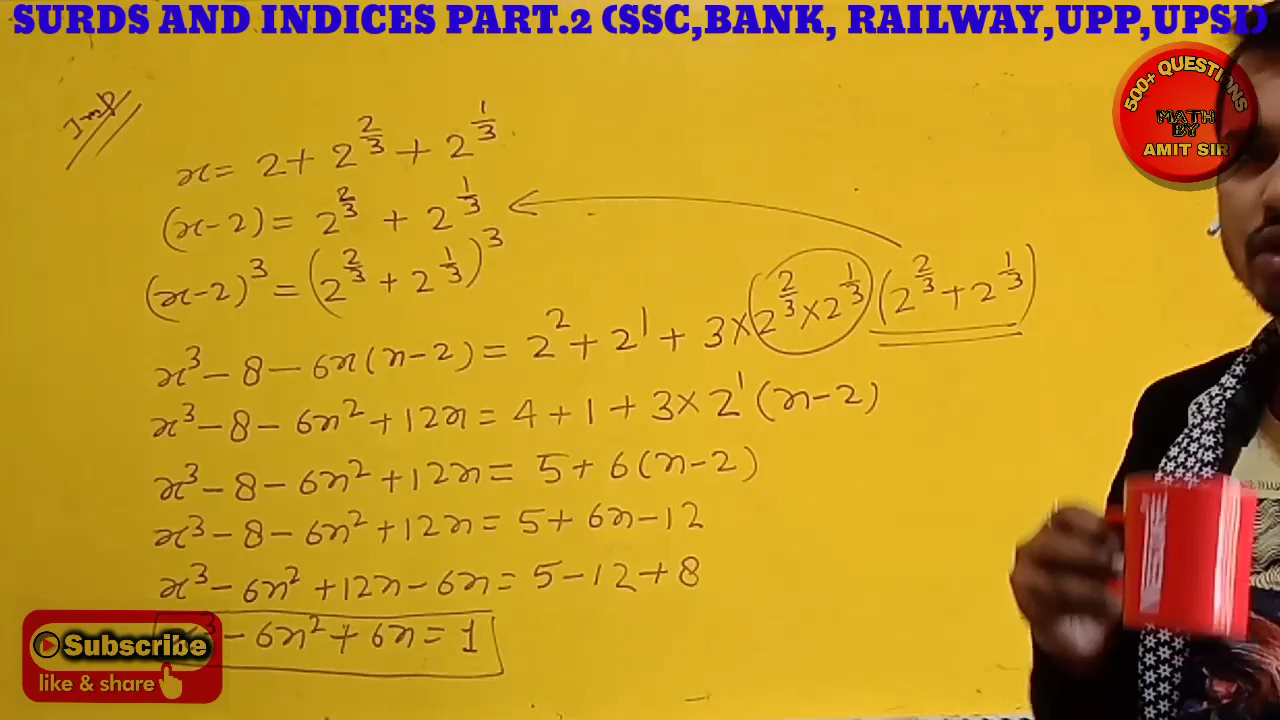 SURDS AND INDICES PART.2 (SSC,BANK, RAILWAY,UPP,UPSI)
500+ QUESTIONS
MATH
BY
AMIT SIR
Imp
x = 2 + 2^(2/3) + 2^(1/3)
(x-2) = 2^(2/3) + 2^(1/3)
(x-2)^3 = (2^(2/3) + 2^(1/3))^3
x^3 - 8 - 6x(x-2) = 2^2 + 2^1 + 3×(2^(2/3)×2^(1/3))(2^(2/3)+2^(1/3))
x^3 - 8 - 6x^2 + 12x = 4 + 1 + 3×2^1(x-2)
x^3 - 8 - 6x^2 + 12x = 5 + 6(x-2)
x^3 - 8 - 6x^2 + 12x = 5 + 6x - 12
x^3 - 6x^2 + 12x - 6x = 5 - 12 + 8
^3 - 6x^2 + 6x = 1
Subscribe
like & share